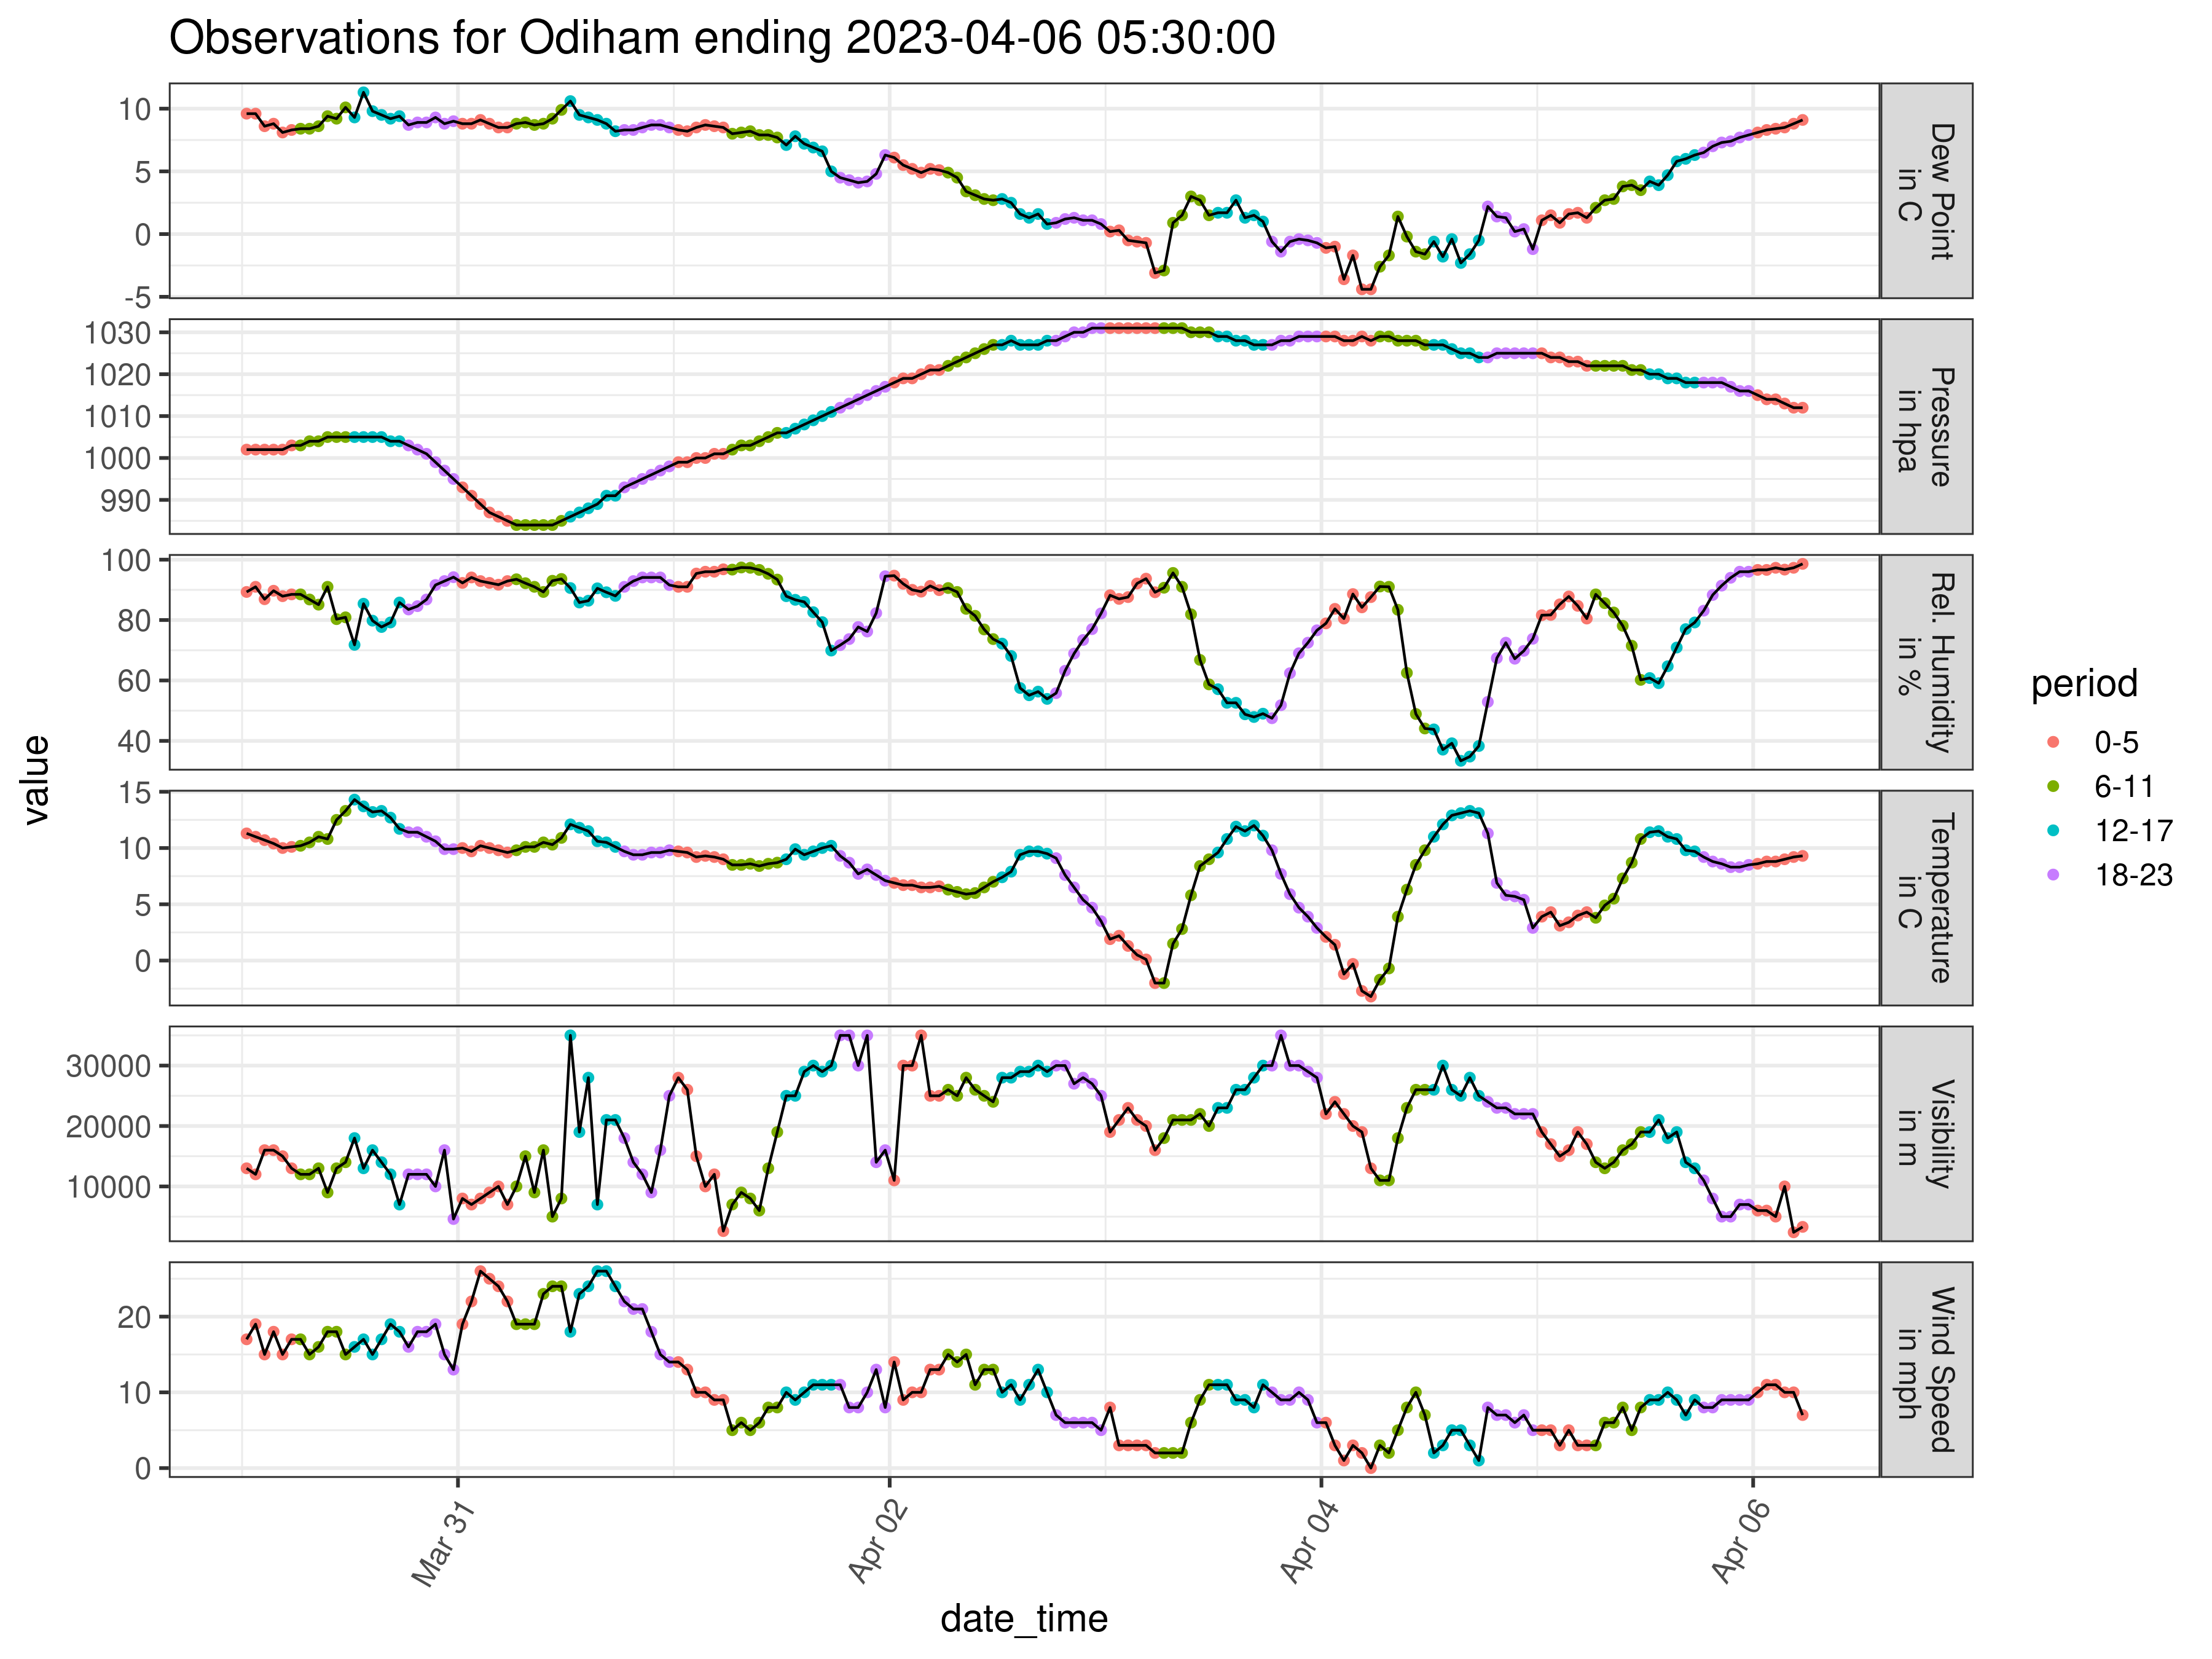 Observations for Odiham ending 2023-04-06 05:30:00
value
10
5
0
-5
Dew Point
in C
1030
1020
1010
1000
990
Pressure
in hpa
100
80
60
40
Rel. Humidity
in %
15
10
5
0
Temperature
in C
30000
20000
10000
Visibility
in m
20
10
0
Wind Speed
in mph
Mar 31
Apr 02
Apr 04
Apr 06
date_time
period
0-5
6-11
12-17
18-23